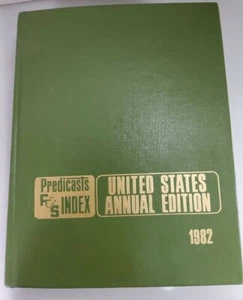 Predicasts
F&S INDEX
UNITED STATES
ANNUAL EDITION
1982